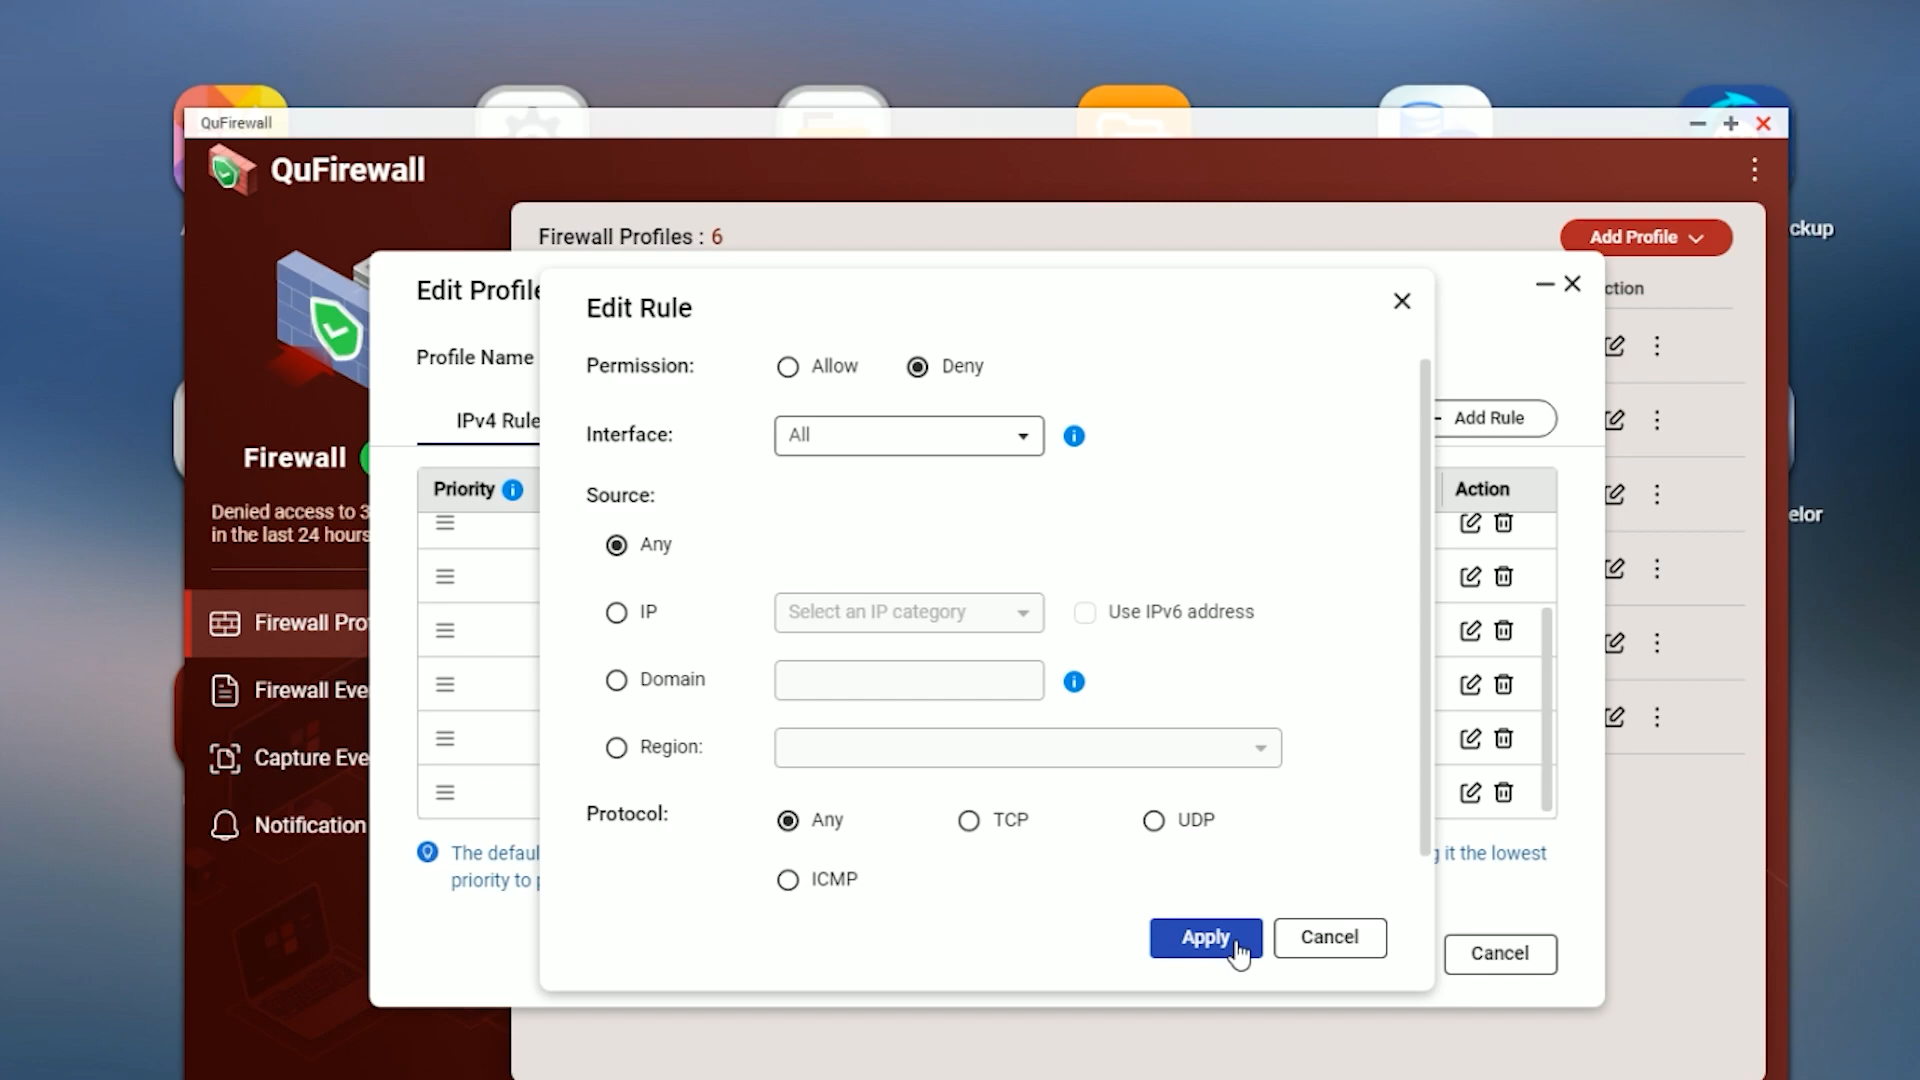 QuFirewall
QuFirewall
ckup
Firewall Profiles : 6
Add Profile
ction
Edit Profile
Edit Rule
Profile Name
Permission:
Allow
Deny
IPv4 Rule
Interface:
All
Add Rule
Firewall
Priority
Source:
Action
Denied access to 3
in the last 24 hours
elor
Any
IP
Select an IP category
Use IPv6 address
Firewall Pro
Domain
Firewall Eve
Region:
Capture Eve
Protocol:
Any
TCP
UDP
Notification
The defaul
g it the lowest
priority to p
ICMP
Apply
Cancel
Cancel